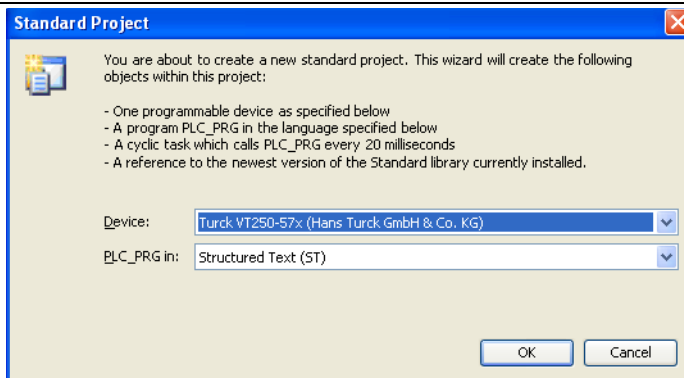 Standard Project
You are about to create a new standard project. This wizard will create the following
objects within this project:
- One programmable device as specified below
- A program PLC_PRG in the language specified below
- A cyclic task which calls PLC_PRG every 20 milliseconds
- A reference to the newest version of the Standard library currently installed.
Device: Turck VT250-57x (Hans Turck GmbH & Co. KG)
PLC_PRG in: Structured Text (ST)
OK Cancel